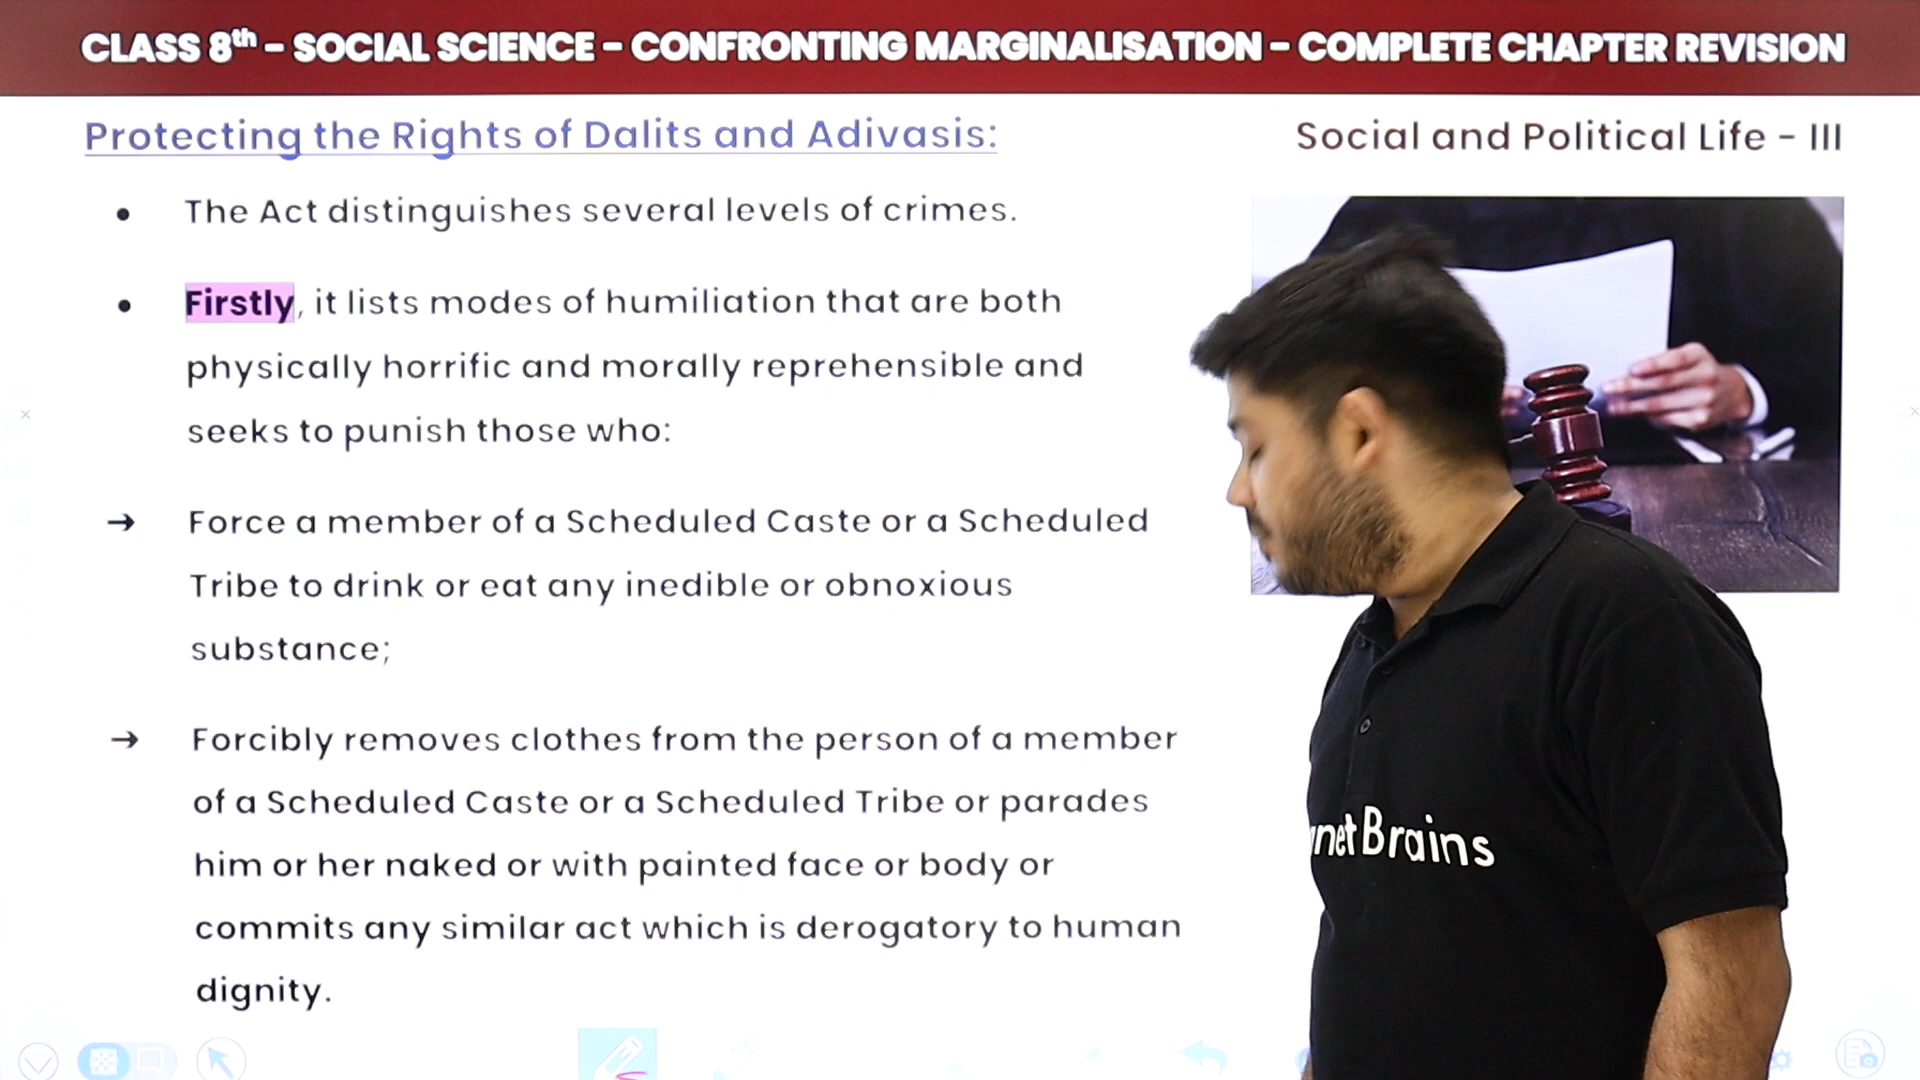 CLASS 8th – SOCIAL SCIENCE – CONFRONTING MARGINALISATION – COMPLETE CHAPTER REVISION
Protecting the Rights of Dalits and Adivasis:
Social and Political Life – III
• The Act distinguishes several levels of crimes.
• Firstly, it lists modes of humiliation that are both
physically horrific and morally reprehensible and
seeks to punish those who:
→ Force a member of a Scheduled Caste or a Scheduled
Tribe to drink or eat any inedible or obnoxious
substance;
→ Forcibly removes clothes from the person of a member
of a Scheduled Caste or a Scheduled Tribe or parades
him or her naked or with painted face or body or
commits any similar act which is derogatory to human
dignity.
Brains